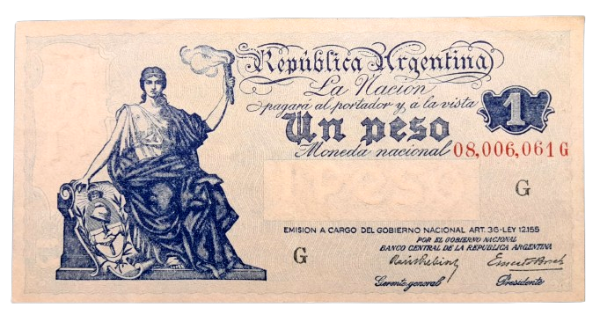 República Argentina
La Nación
pagará al portador y, a la vista
1
Un peso
Moneda nacional 08,006,061 G
G
EMISION A CARGO DEL GOBIERNO NACIONAL ART. 36-LEY 12.155
POR EL GOBIERNO NACIONAL
BANCO CENTRAL DE LA REPUBLICA ARGENTINA
G
Gerente general
Presidente